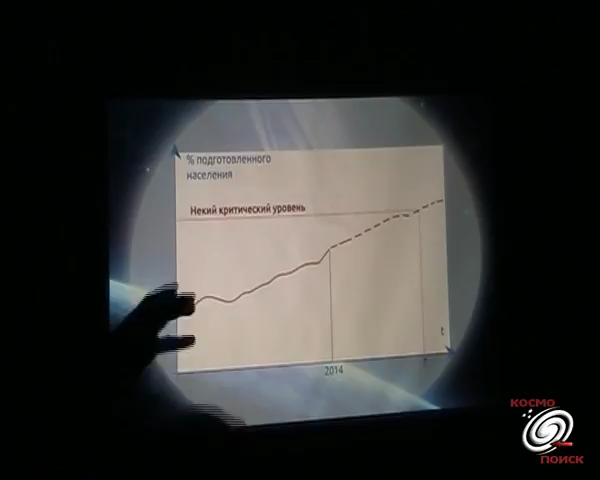 % подготовленного
населения
Некий критический уровень
t
2014
КОСМО
ПОИСК